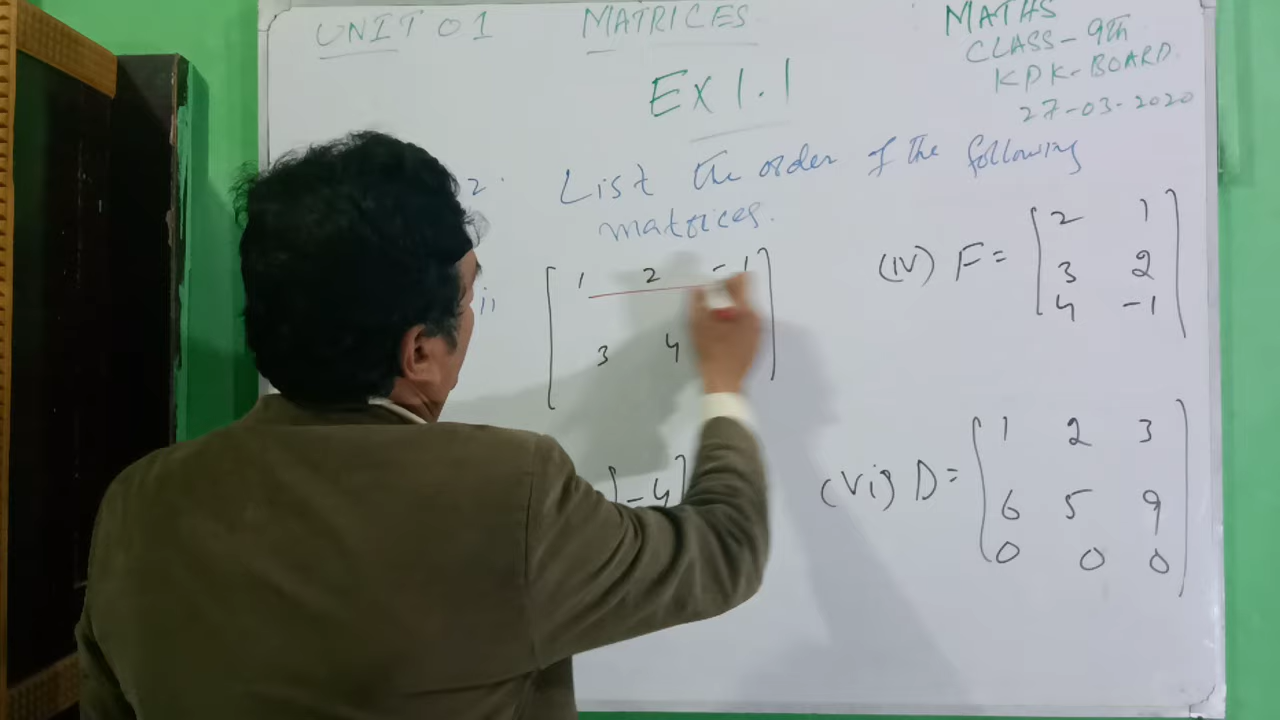 UNIT 01
MATRICES
MATHS
CLASS-9th
KPK-BOARD
27-03-2020
Ex 1.1
2. List the order of the following
matrices.
[1 2 -1
3 4 ]
[-4]
(iv) F = [2 1
3 2
4 -1]
(vi) D = [1 2 3
6 5 9
0 0 0]